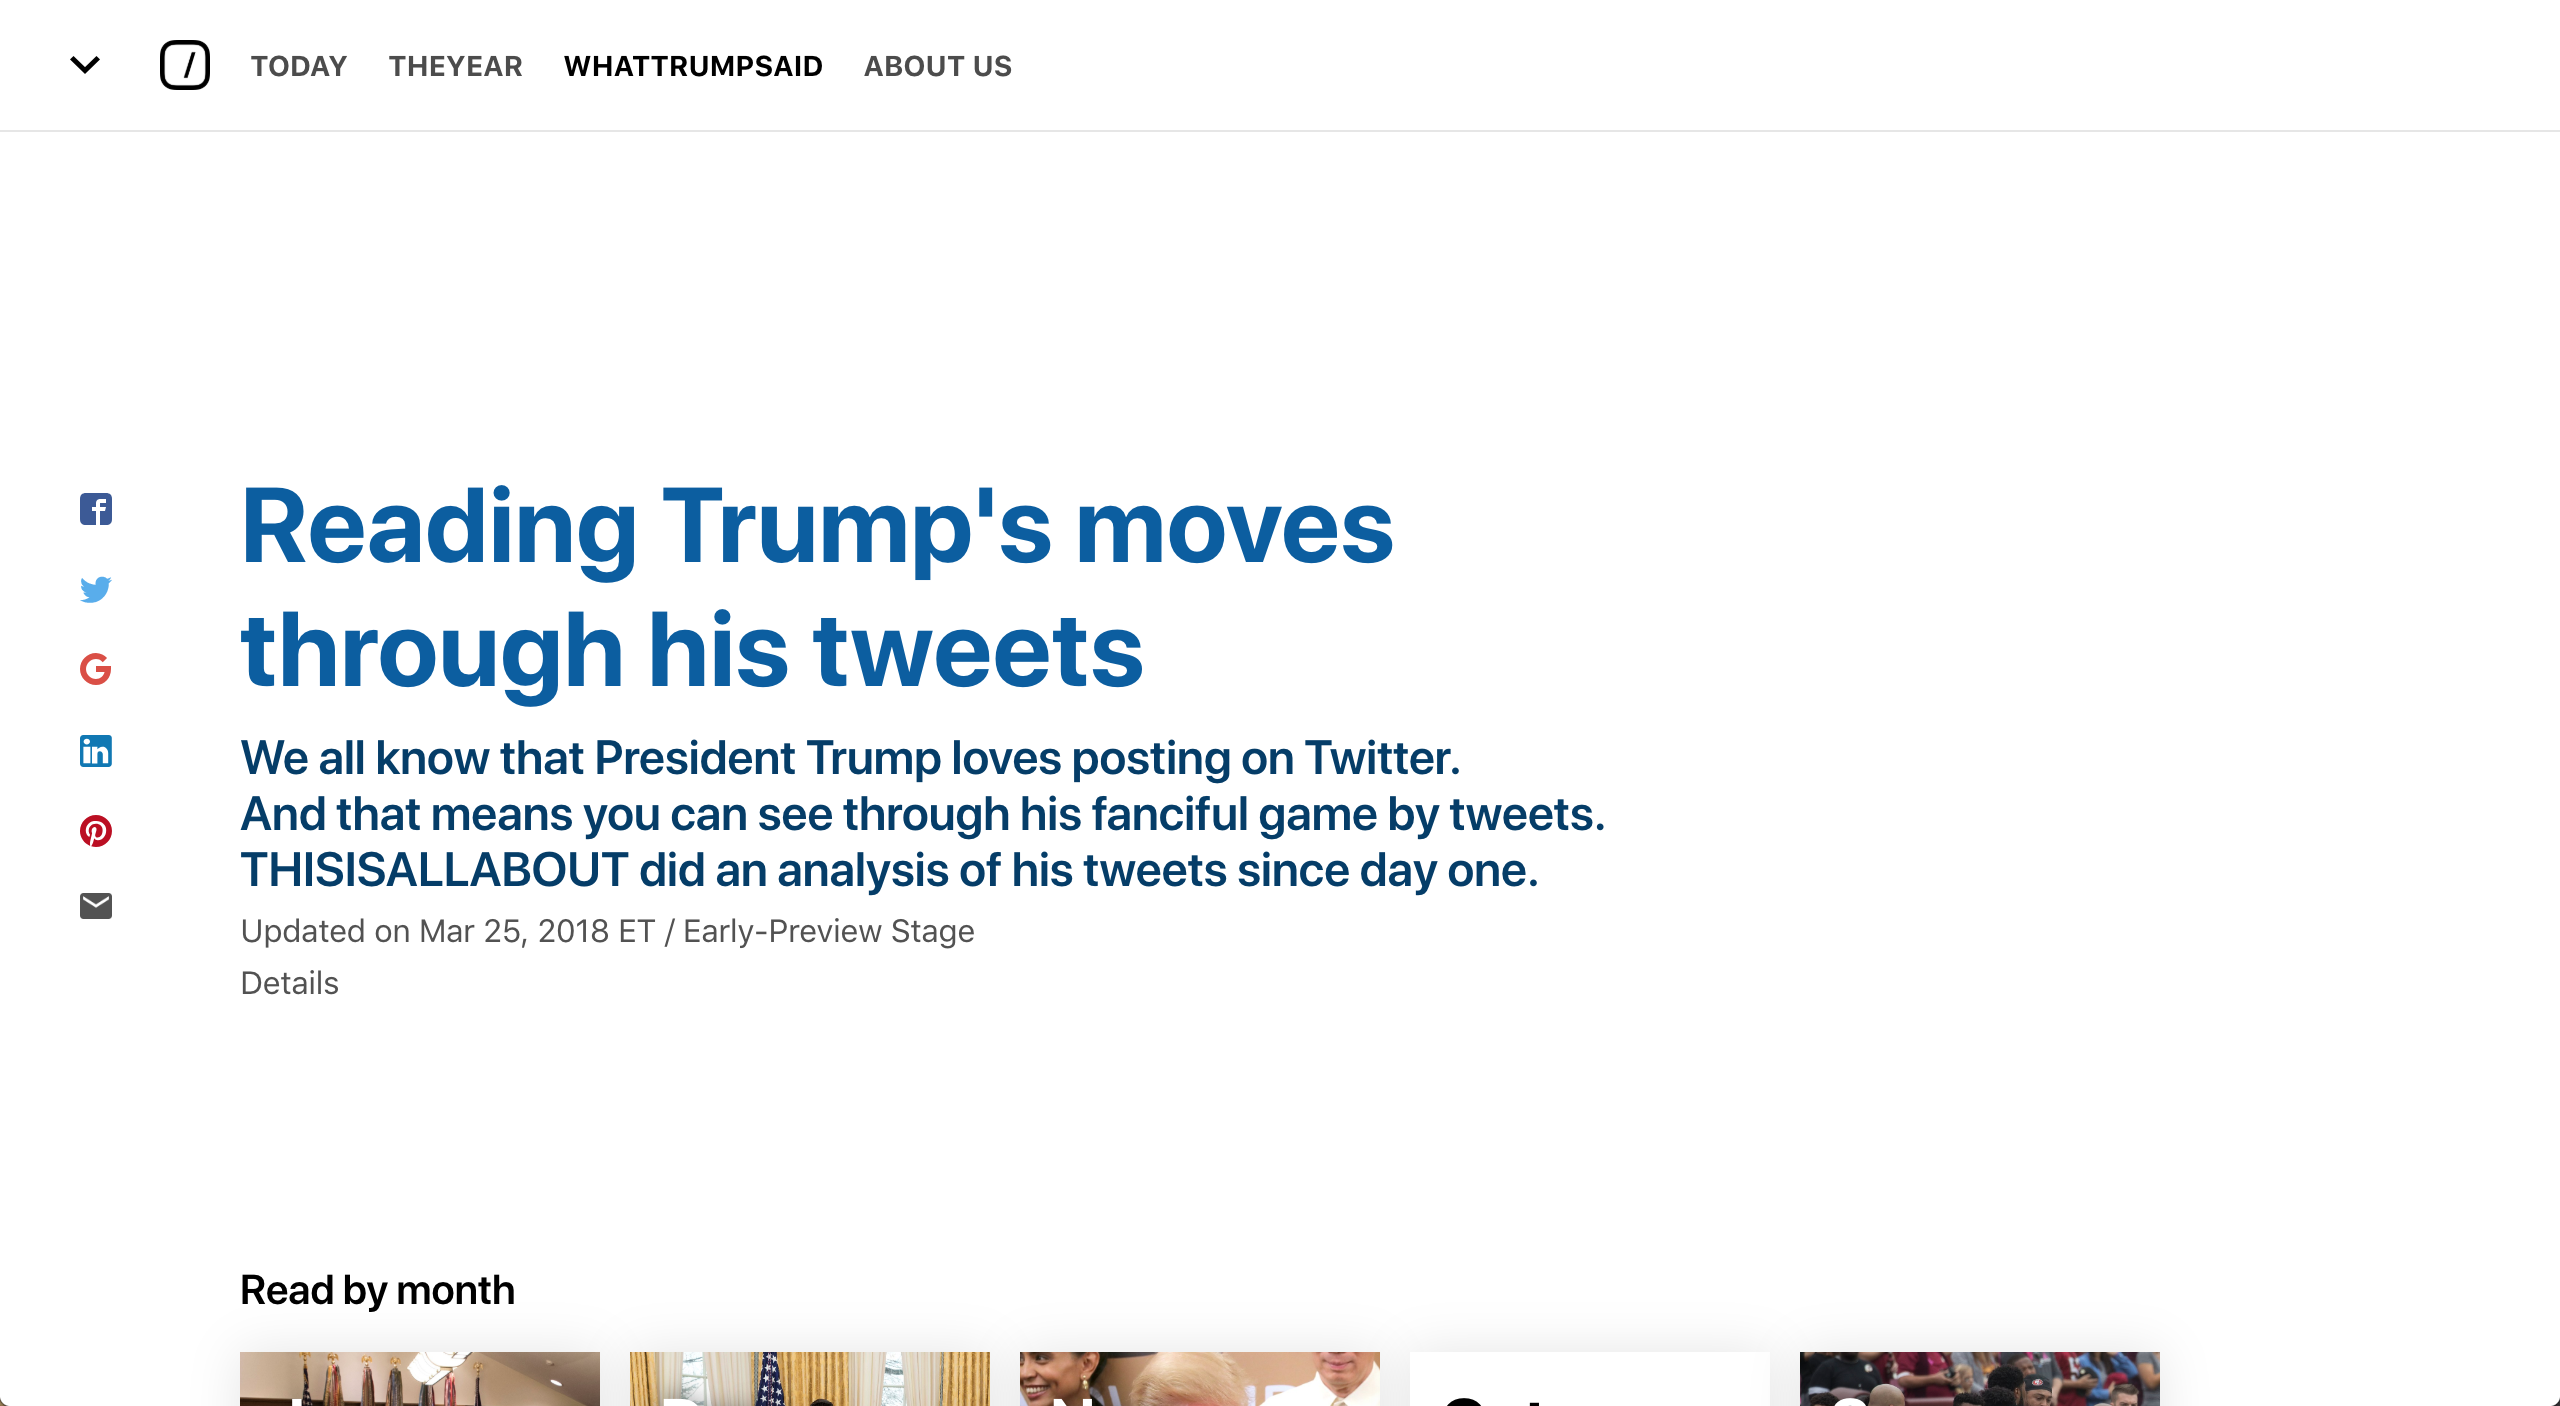 / TODAY THEYEAR WHATTRUMPSAID ABOUT US
Reading Trump's moves
through his tweets
We all know that President Trump loves posting on Twitter.
And that means you can see through his fanciful game by tweets.
THISISALLABOUT did an analysis of his tweets since day one.
Updated on Mar 25, 2018 ET / Early-Preview Stage
Details
Read by month